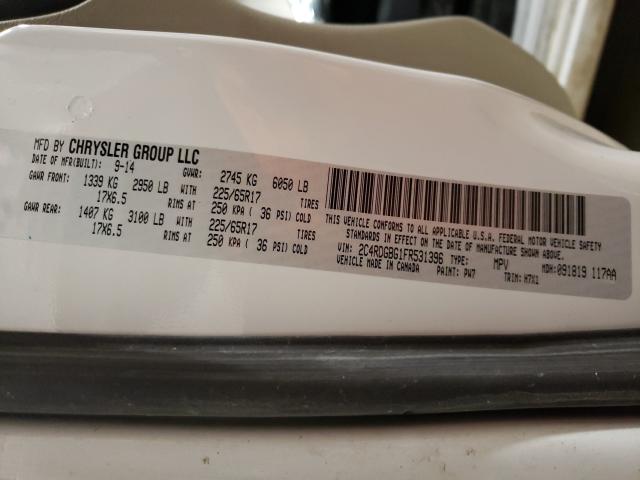 MFD BY CHRYSLER GROUP LLC
DATE OF MFR(BUILT): 9-14 GVWR: 2745 KG 6050 LB
GAWR FRONT: 1339 KG 2950 LB WITH 225/65R17 TIRES
17X6.5 RIMS AT 250 KPA ( 36 PSI) COLD
GAWR REAR: 1407 KG 3100 LB WITH 225/65R17 TIRES
17X6.5 RIMS AT 250 KPA ( 36 PSI) COLD
THIS VEHICLE CONFORMS TO ALL APPLICABLE U.S.A. FEDERAL MOTOR VEHICLE SAFETY
STANDARDS IN EFFECT ON THE DATE OF MANUFACTURE SHOWN ABOVE.
VIN: 2C4RDGBG1FR531396 TYPE: MPV MDH:091819 117AA
VEHICLE MADE IN CANADA PAINT: PW7 TRIM: H7X1